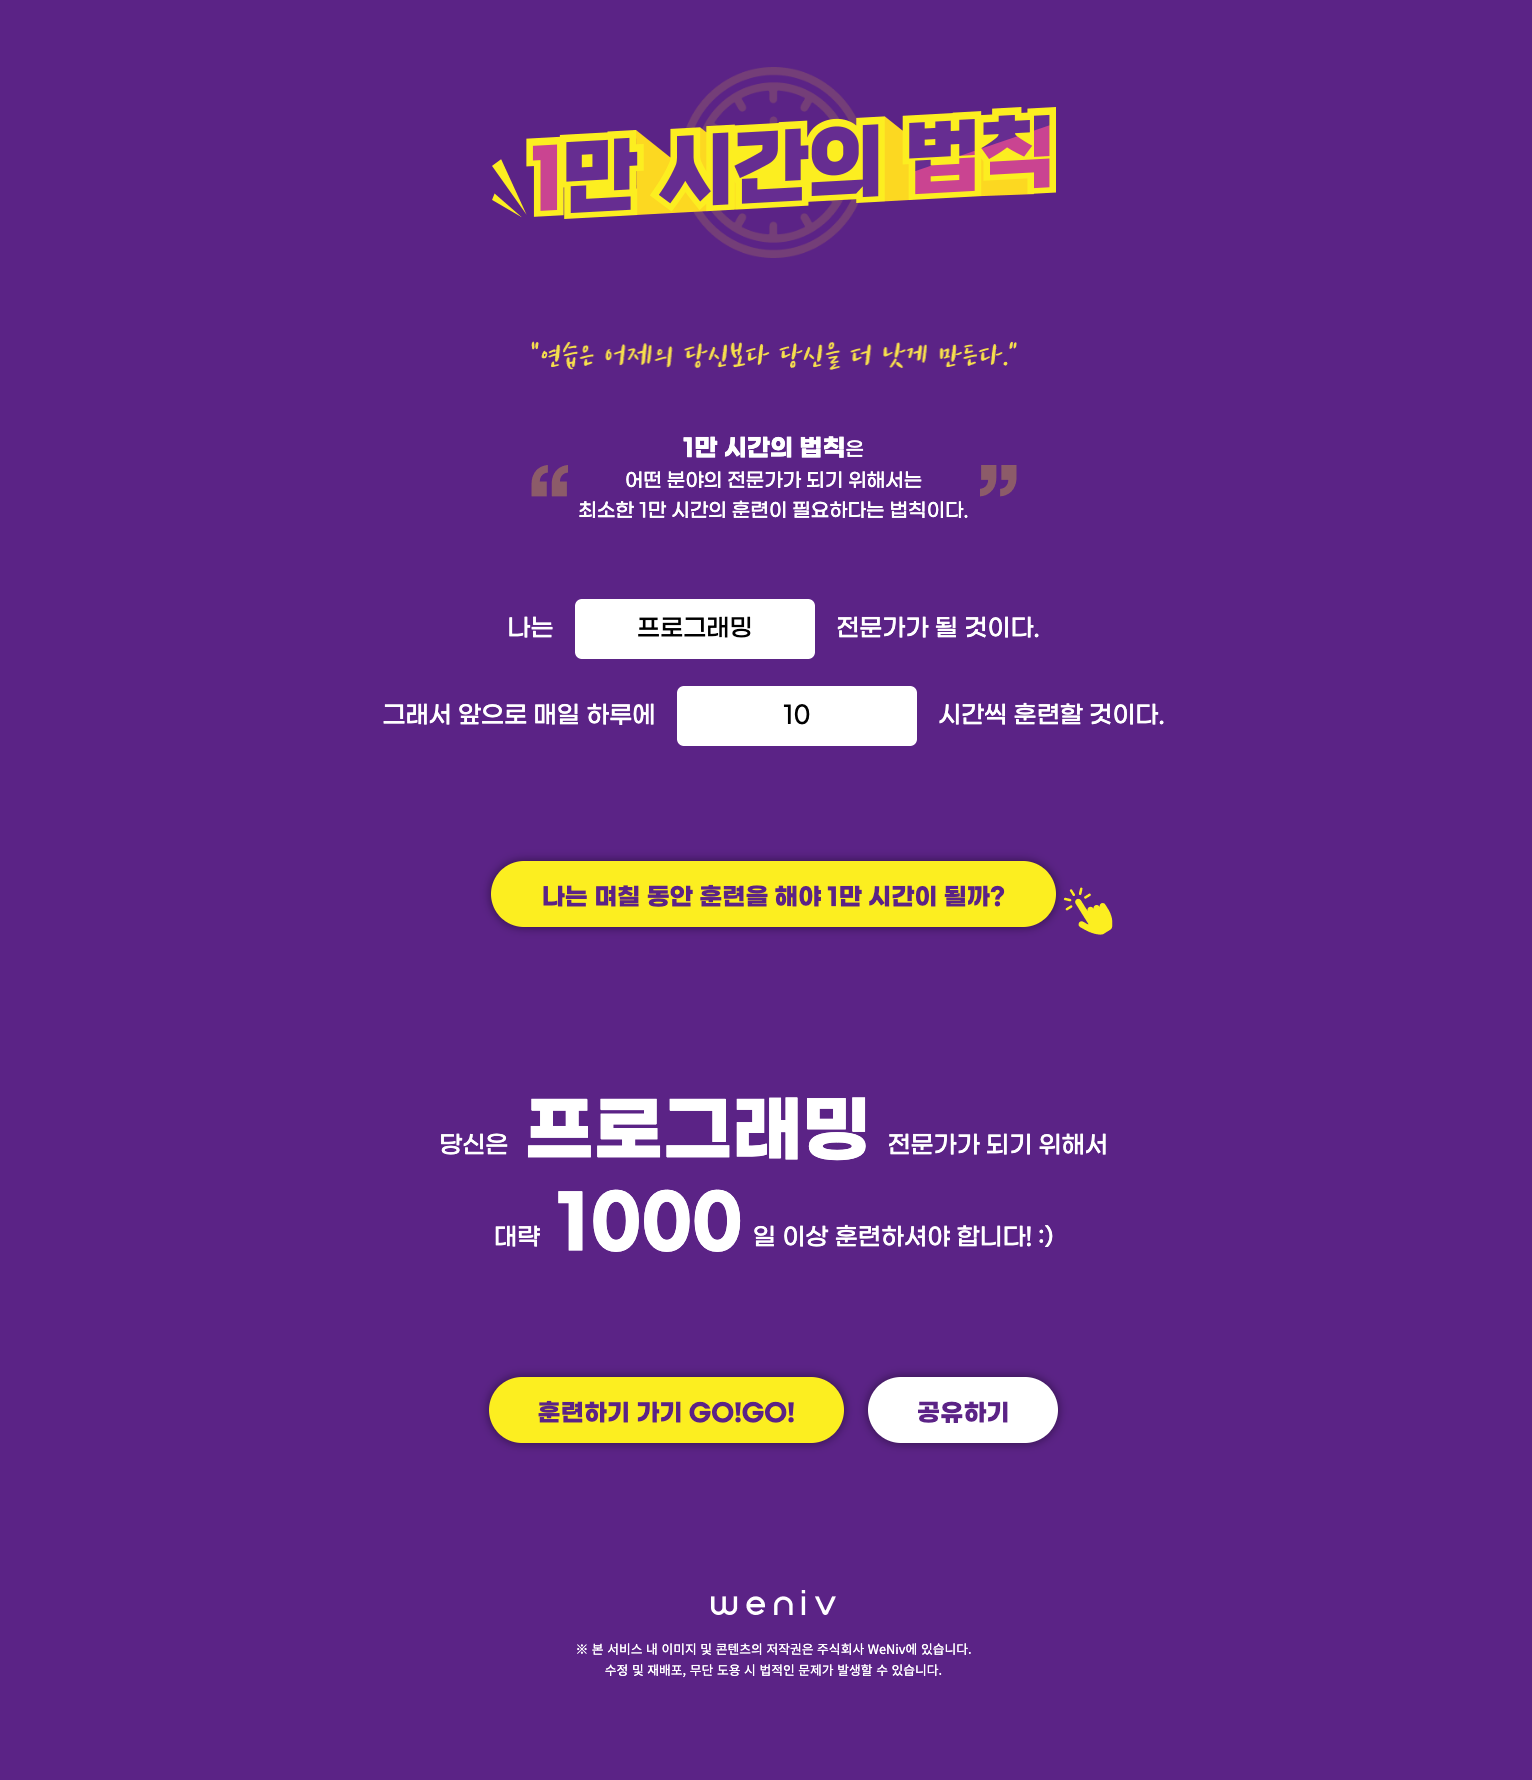 1만 시간의 법칙
"연습은 어제의 당신보다 당신을 더 낫게 만든다."
1만 시간의 법칙은
“ 어떤 분야의 전문가가 되기 위해서는 ”
최소한 1만 시간의 훈련이 필요하다는 법칙이다.
나는 프로그래밍 전문가가 될 것이다.
그래서 앞으로 매일 하루에 10 시간씩 훈련할 것이다.
나는 며칠 동안 훈련을 해야 1만 시간이 될까?
당신은 프로그래밍 전문가가 되기 위해서
대략 1000 일 이상 훈련하셔야 합니다! :)
훈련하기 가기 GO!GO! 공유하기
weniv
※ 본 서비스 내 이미지 및 콘텐츠의 저작권은 주식회사 WeNiv에 있습니다.
수정 및 재배포, 무단 도용 시 법적인 문제가 발생할 수 있습니다.